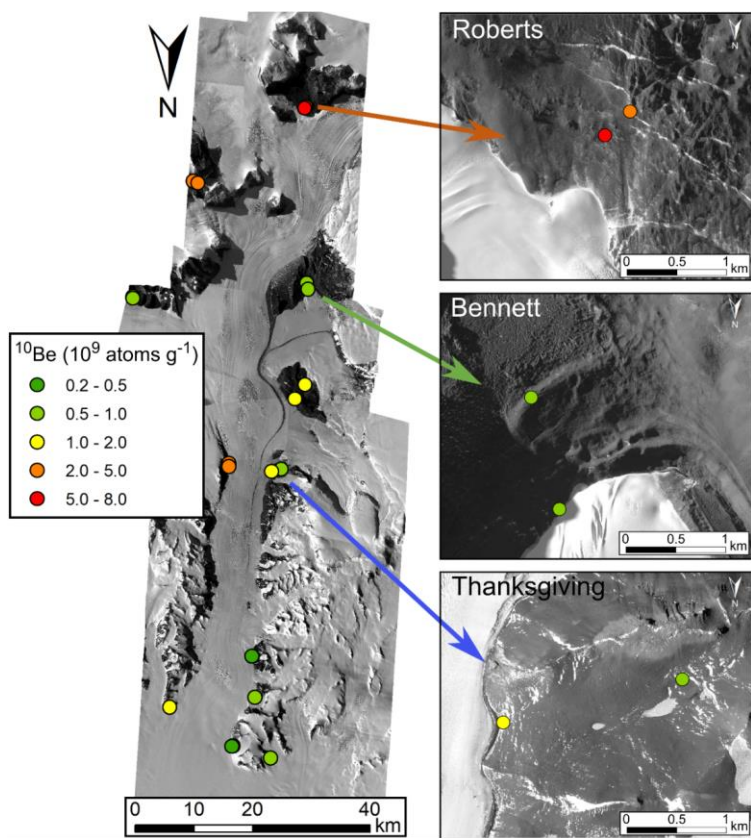 N
Roberts
N
0 0.5 1
km
Bennett
N
0 0.5 1
km
¹⁰Be (10⁹ atoms g⁻¹)
0.2 - 0.5
0.5 - 1.0
1.0 - 2.0
2.0 - 5.0
5.0 - 8.0
Thanksgiving
N
0 0.5 1
km
0 10 20 40
km